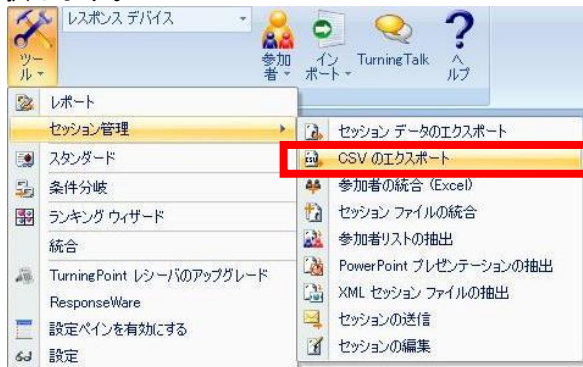 レスポンス デバイス
ツール
参加者
インポート
TurningTalk
ヘルプ
レポート
セッション管理
スタンダード
条件分岐
ランキング ウィザード
統合
TurningPoint レシーバのアップグレード
ResponseWare
設定ペインを有効にする
設定
セッション データのエクスポート
CSV のエクスポート
参加者の統合 (Excel)
セッション ファイルの統合
参加者リストの抽出
PowerPoint プレゼンテーションの抽出
XML セッション ファイルの抽出
セッションの送信
セッションの編集